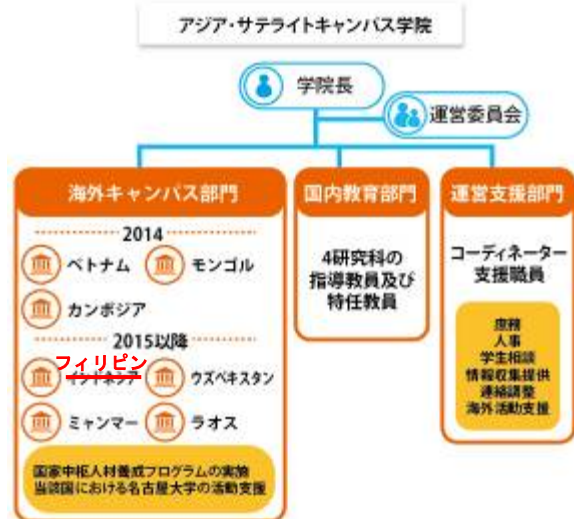 アジア・サテライトキャンパス学院
学院長
運営委員会
海外キャンパス部門
2014
ベトナム
モンゴル
カンボジア
2015以降
フィリピン
インドネシア
ウズベキスタン
ミャンマー
ラオス
国家中枢人材養成プログラムの実施
当該国における名古屋大学の活動支援
国内教育部門
4研究科の
指導教員及び
特任教員
運営支援部門
コーディネーター
支援職員
庶務
人事
学生相談
情報収集提供
連絡調整
海外活動支援